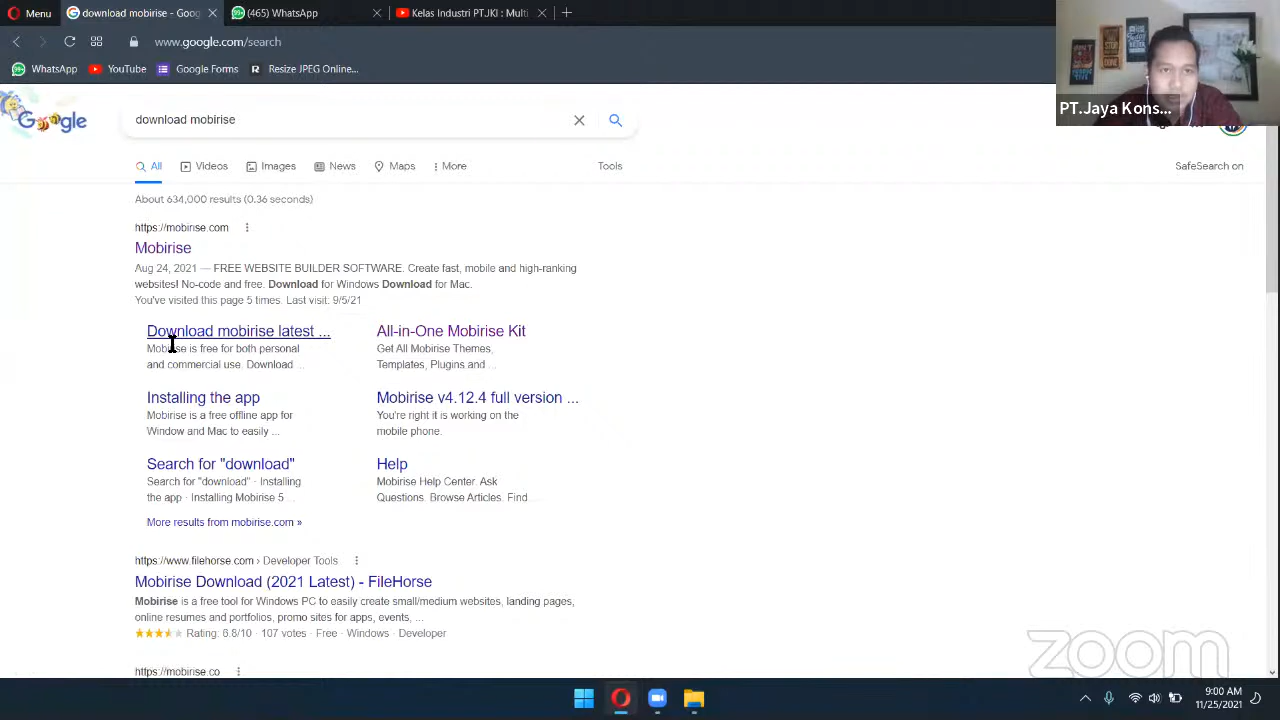 Menu
download mobirise - Goo
(465) WhatsApp
Kelas Industri PTJKI : Multi
www.google.com/search
99+ WhatsApp
YouTube
Google Forms
R Resize JPEG Online...
PT.Jaya Kons...
Google
download mobirise
All
Videos
Images
News
Maps
More
Tools
SafeSearch on
About 634,000 results (0.36 seconds)
https://mobirise.com
Mobirise
Aug 24, 2021 — FREE WEBSITE BUILDER SOFTWARE. Create fast, mobile and high-ranking
websites! No-code and free. Download for Windows Download for Mac.
You've visited this page 5 times. Last visit: 9/5/21
Download mobirise latest ...
Mobirise is free for both personal
and commercial use. Download ...
All-in-One Mobirise Kit
Get All Mobirise Themes,
Templates, Plugins and ...
Installing the app
Mobirise is a free offline app for
Window and Mac to easily ...
Mobirise v4.12.4 full version ...
You're right it is working on the
mobile phone.
Search for "download"
Search for "download" · Installing
the app · Installing Mobirise 5 ...
Help
Mobirise Help Center. Ask
Questions. Browse Articles. Find ...
More results from mobirise.com »
https://www.filehorse.com › Developer Tools
Mobirise Download (2021 Latest) - FileHorse
Mobirise is a free tool for Windows PC to easily create small/medium websites, landing pages,
online resumes and portfolios, promo sites for apps, events, ...
Rating: 6.8/10 · 107 votes · Free · Windows · Developer
https://mobirise.co
zoom
9:00 AM
11/25/2021